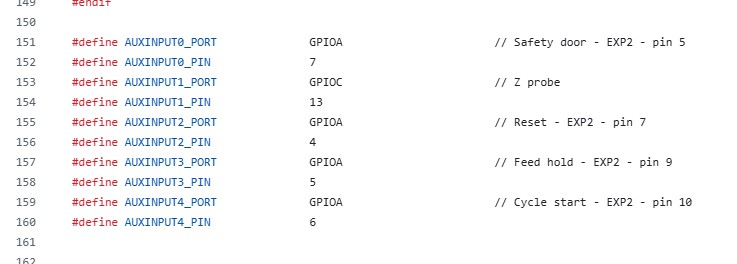 149 #endif
150
151 #define AUXINPUT0_PORT GPIOA // Safety door - EXP2 - pin 5
152 #define AUXINPUT0_PIN 7
153 #define AUXINPUT1_PORT GPIOC // Z probe
154 #define AUXINPUT1_PIN 13
155 #define AUXINPUT2_PORT GPIOA // Reset - EXP2 - pin 7
156 #define AUXINPUT2_PIN 4
157 #define AUXINPUT3_PORT GPIOA // Feed hold - EXP2 - pin 9
158 #define AUXINPUT3_PIN 5
159 #define AUXINPUT4_PORT GPIOA // Cycle start - EXP2 - pin 10
160 #define AUXINPUT4_PIN 6
161
162